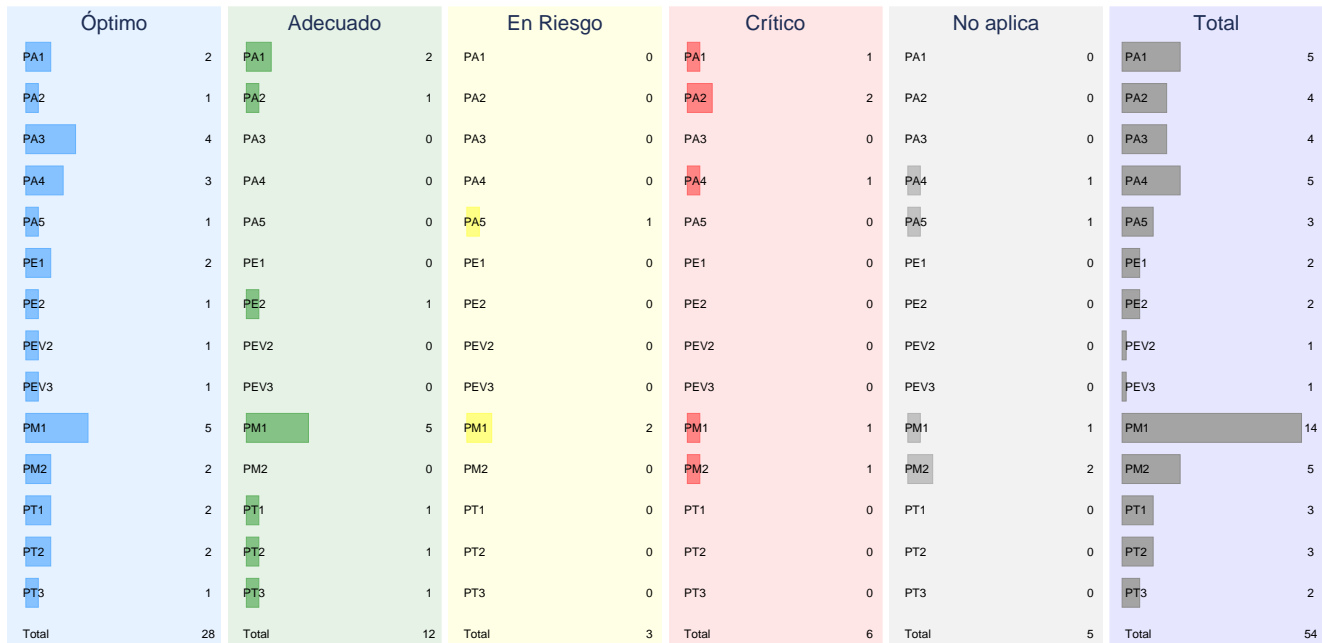 Óptimo Adecuado En Riesgo Crítico No aplica Total
PA1 2 PA1 2 PA1 0 PA1 1 PA1 0 PA1 5
PA2 1 PA2 1 PA2 0 PA2 2 PA2 0 PA2 4
PA3 4 PA3 0 PA3 0 PA3 0 PA3 0 PA3 4
PA4 3 PA4 0 PA4 0 PA4 1 PA4 1 PA4 5
PA5 1 PA5 0 PA5 1 PA5 0 PA5 1 PA5 3
PE1 2 PE1 0 PE1 0 PE1 0 PE1 0 PE1 2
PE2 1 PE2 1 PE2 0 PE2 0 PE2 0 PE2 2
PEV2 1 PEV2 0 PEV2 0 PEV2 0 PEV2 0 PEV2 1
PEV3 1 PEV3 0 PEV3 0 PEV3 0 PEV3 0 PEV3 1
PM1 5 PM1 5 PM1 2 PM1 1 PM1 1 PM1 14
PM2 2 PM2 0 PM2 0 PM2 1 PM2 2 PM2 5
PT1 2 PT1 1 PT1 0 PT1 0 PT1 0 PT1 3
PT2 2 PT2 1 PT2 0 PT2 0 PT2 0 PT2 3
PT3 1 PT3 1 PT3 0 PT3 0 PT3 0 PT3 2
Total 28 Total 12 Total 3 Total 6 Total 5 Total 54